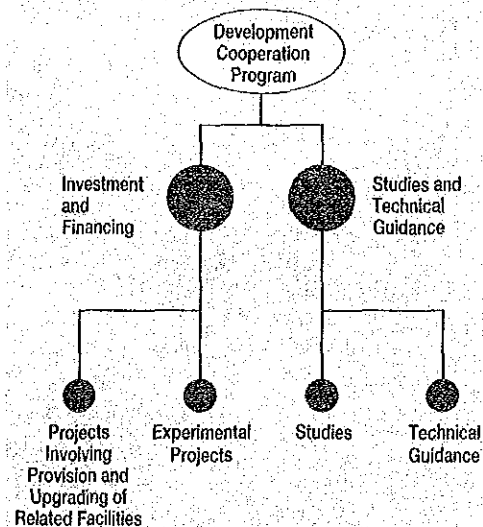 Development
Cooperation
Program
Investment
and
Financing
Studies and
Technical
Guidance
Projects
Involving
Provision and
Upgrading of
Related Facilities
Experimental
Projects
Studies
Technical
Guidance